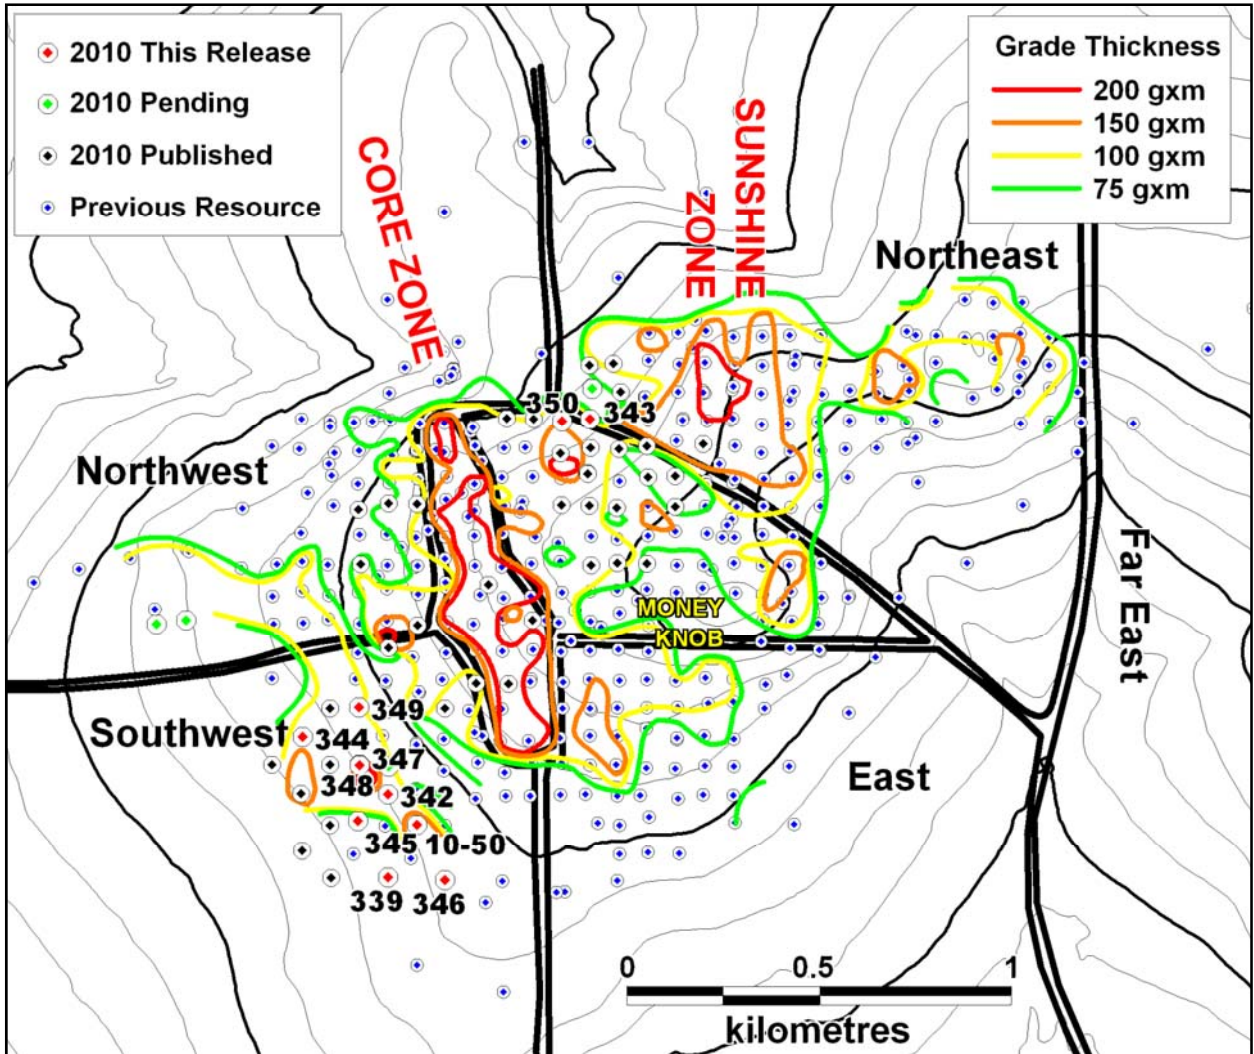 2010 This Release
2010 Pending
2010 Published
Previous Resource
Grade Thickness
200 gxm
150 gxm
100 gxm
75 gxm
CORE ZONE
SUNSHINE
ZONE
Northeast
350
343
Northwest
Far East
MONEY
KNOB
349
Southwest
344
347
348
342
East
345
10-50
339
346
0
0.5
1
kilometres